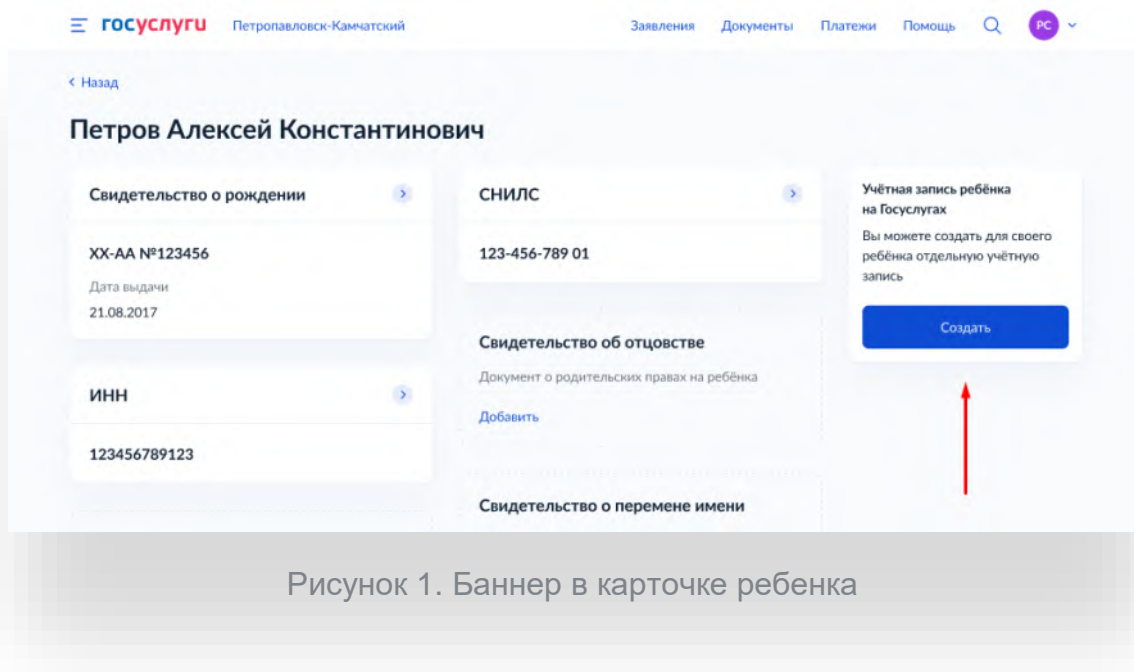 госуслуги Петропавловск-Камчатский Заявления Документы Платежи Помощь РС
Назад
Петров Алексей Константинович
Свидетельство о рождении
ХХ-АА №123456
Дата выдачи
21.08.2017
ИНН
123456789123
СНИЛС
123-456-789 01
Свидетельство об отцовстве
Документ о родительских правах на ребёнка
Добавить
Свидетельство о перемене имени
Учётная запись ребёнка
на Госуслугах
Вы можете создать для своего
ребёнка отдельную учётную
запись
Создать
Рисунок 1. Баннер в карточке ребенка